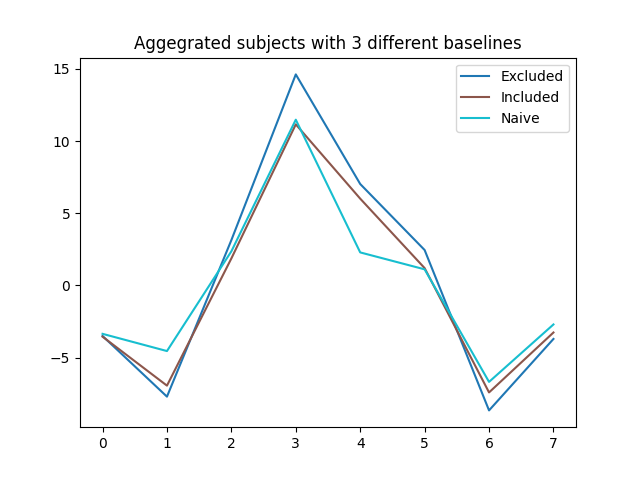 Aggegrated subjects with 3 different baselines
15
10
5
0
−5
0 1 2 3 4 5 6 7
Excluded
Included
Naive